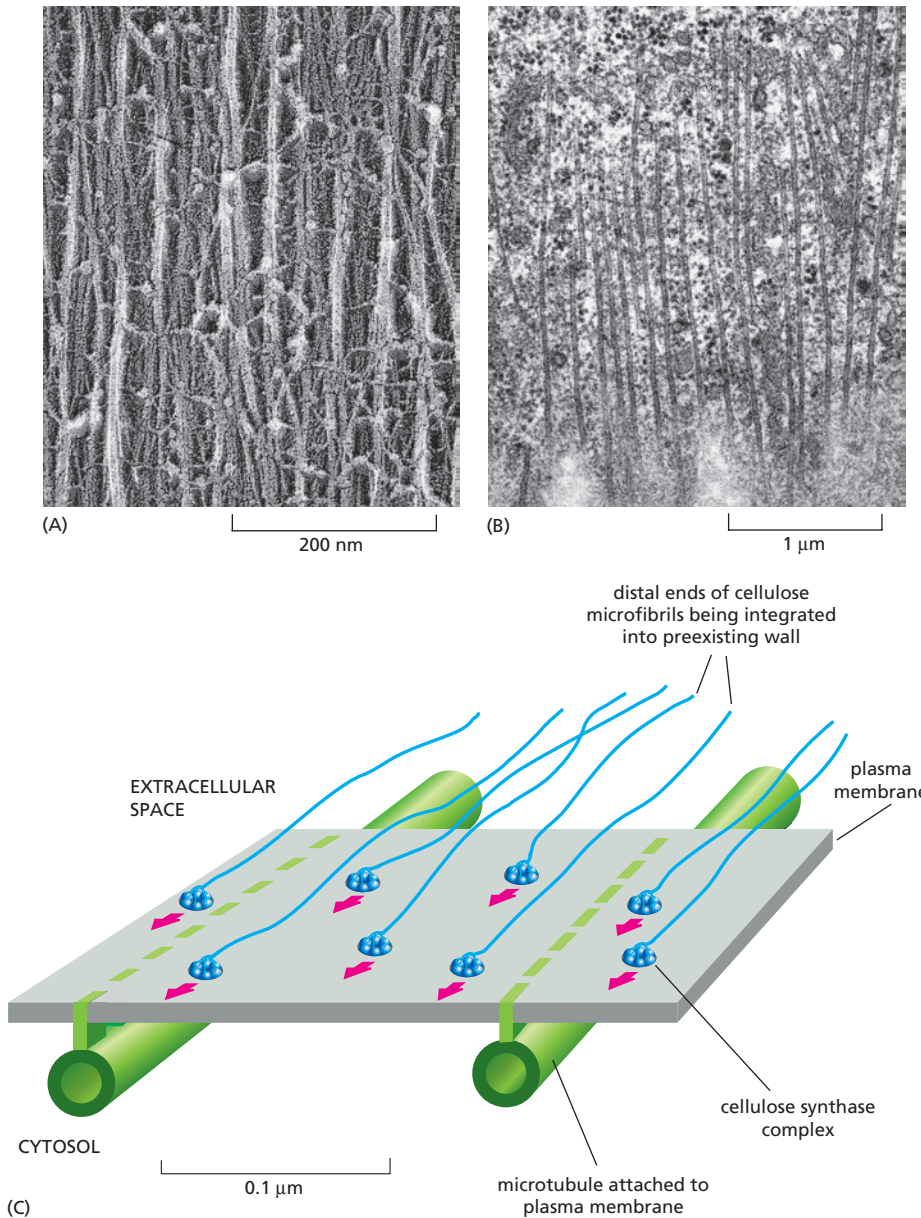 (A)
200 nm
(B)
1 μm
distal ends of cellulose
microfibrils being integrated
into preexisting wall
EXTRACELLULAR
SPACE
plasma
membrane
cellulose synthase
complex
CYTOSOL
0.1 μm
microtubule attached to
plasma membrane
(C)